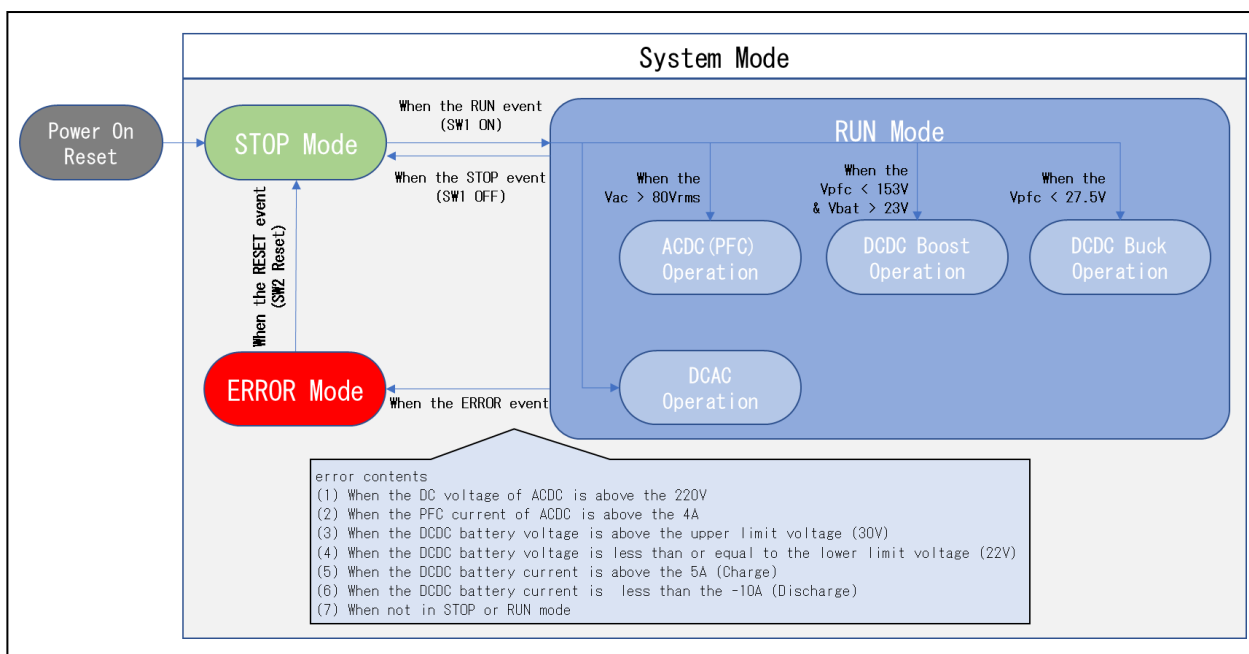 System Mode
Power On
Reset
STOP Mode
When the RUN event
(SW1 ON)
When the STOP event
(SW1 OFF)
RUN Mode
When the
Vac > 80Vrms
When the
Vpfc < 153V
& Vbat > 23V
When the
Vpfc < 27.5V
ACDC(PFC)
Operation
DCDC Boost
Operation
DCDC Buck
Operation
When the RESET event
(SW2 Reset)
ERROR Mode
When the ERROR event
DCAC
Operation
error contents
(1) When the DC voltage of ACDC is above the 220V
(2) When the PFC current of ACDC is above the 4A
(3) When the DCDC battery voltage is above the upper limit voltage (30V)
(4) When the DCDC battery voltage is less than or equal to the lower limit voltage (22V)
(5) When the DCDC battery current is above the 5A (Charge)
(6) When the DCDC battery current is  less than the -10A (Discharge)
(7) When not in STOP or RUN mode